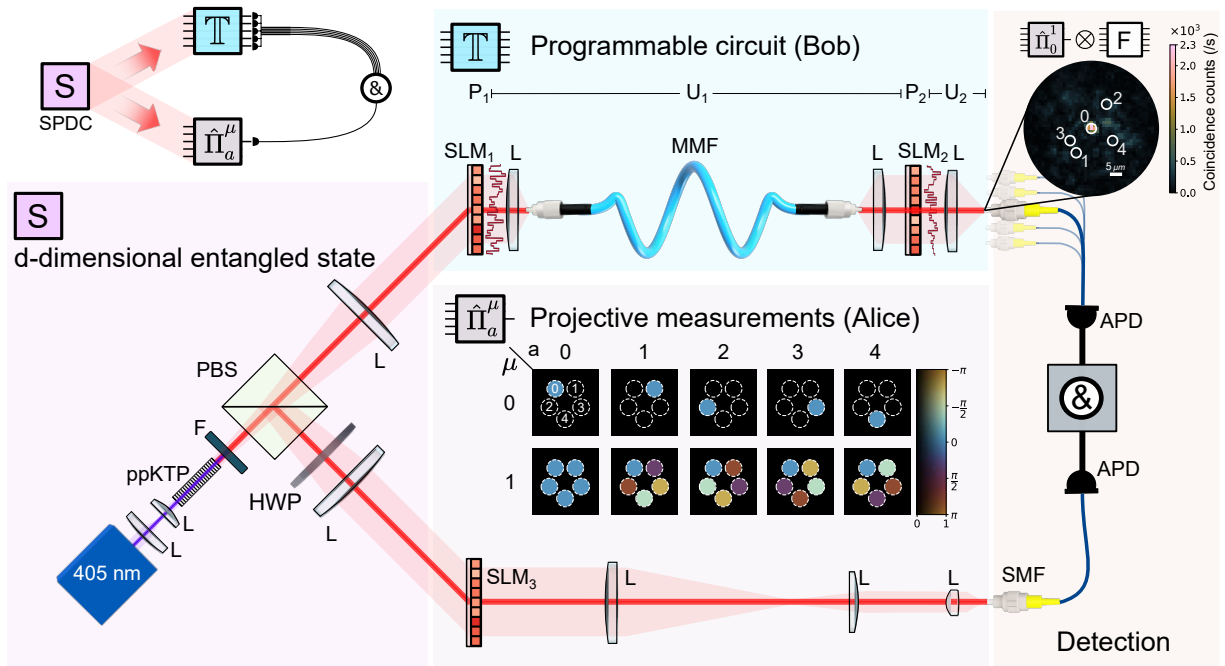 S
SPDC
𝕋
Π̂ₐ^μ
&
𝕋 Programmable circuit (Bob)
P₁ U₁ P₂ U₂
SLM₁ L MMF L SLM₂ L
Π̂₀¹ ⊗ F
×10³
2.3
2.0
1.5
1.0
0.5
0.0
Coincidence counts (/s)
2
0
3
4
1
5 μm
S
d-dimensional entangled state
L
PBS
F
ppKTP
HWP
L
L
L
405 nm
Π̂ₐ^μ Projective measurements (Alice)
a 0 1 2 3 4
μ
0
0 1
2 3
4
1
−π
−π/2
0
π/2
π
0 1
SLM₃ L L L SMF
APD
&
APD
Detection